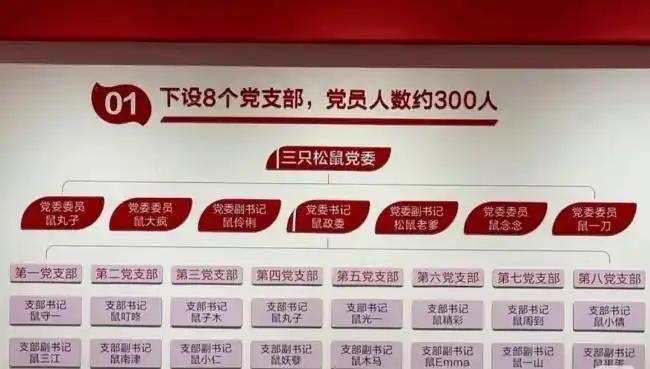 01
下设8个党支部，党员人数约300人
三只松鼠党委
党委委员 党委委员 党委副书记 党委书记 党委副书记 党委委员 党委委员
鼠丸子 鼠大疯 鼠伶俐 鼠政委 松鼠老爹 鼠念念 鼠一刀
第一党支部 第二党支部 第三党支部 第四党支部 第五党支部 第六党支部 第七党支部 第八党支部
支部书记 支部书记 支部书记 支部书记 支部书记 支部书记 支部书记 支部书记
鼠守一 鼠叮咚 鼠子木 鼠丸子 鼠光一 鼠精彩 鼠周到 鼠小情
支部副书记 支部副书记 支部副书记 支部副书记 支部副书记 支部副书记 支部副书记 支部副书记
鼠三江 鼠南津 鼠小仁 鼠妖孽 鼠木马 鼠Emma 鼠一山